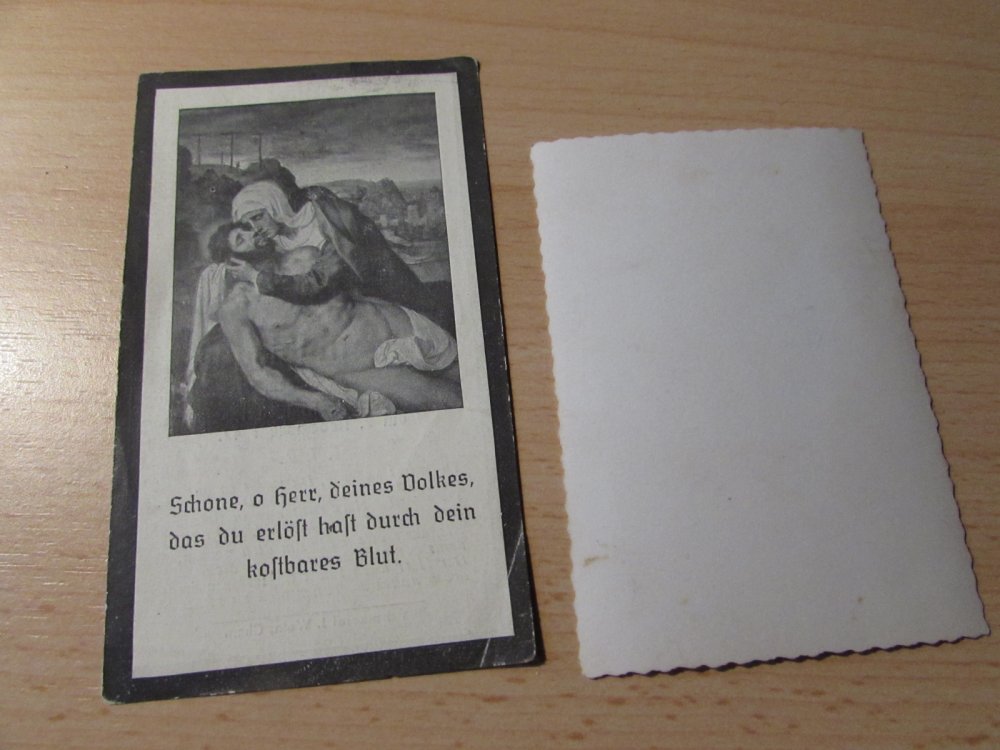 Schone, o Herr, deines Volkes,
das du erlöſt haſt durch dein
koſtbares Blut.